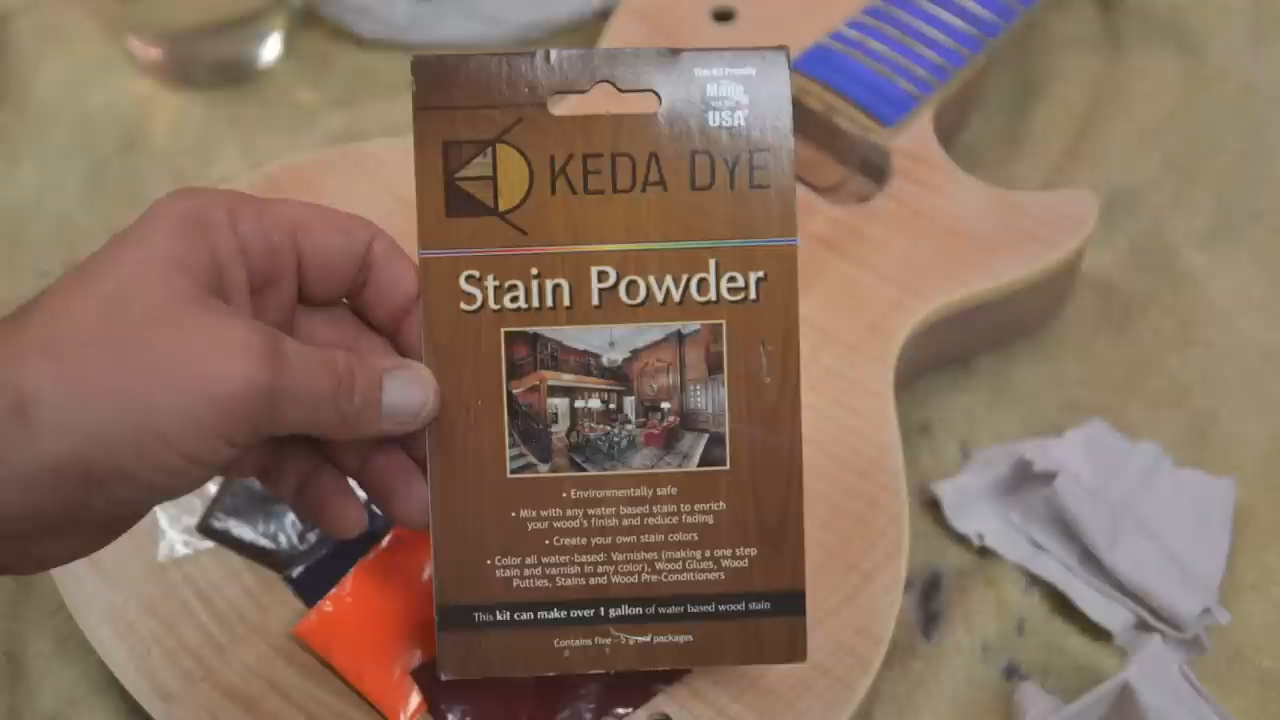 This Kit Proudly
Made
USA
KEDA DYE
Stain Powder
• Environmentally safe
• Mix with any water based stain to enrich
your wood's finish and reduce fading
• Create your own stain colors
• Color all water-based: Varnishes (making a one step
stain and varnish in any color), Wood Glues, Wood
Putties, Stains and Wood Pre-Conditioners
This kit can make over 1 gallon of water based wood stain
Contains five - 5 gram packages